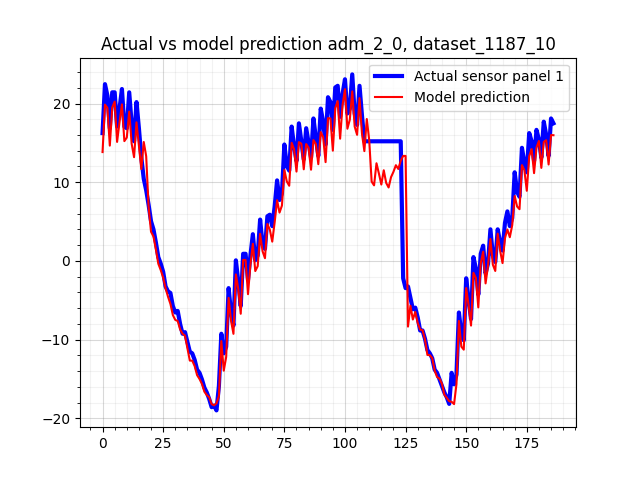 Actual vs model prediction adm_2_0, dataset_1187_10
Actual sensor panel 1
Model prediction
20
10
0
−10
−20
0 25 50 75 100 125 150 175